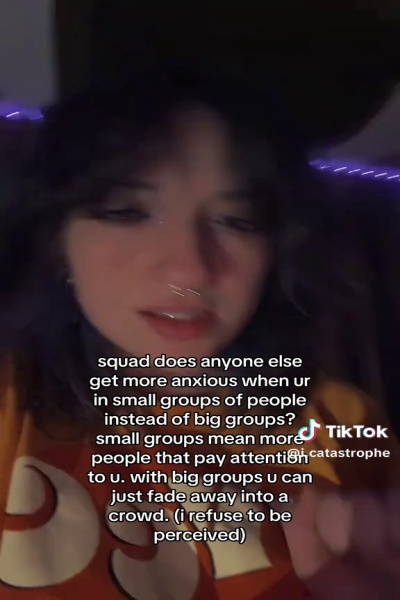 squad does anyone else
get more anxious when ur
in small groups of people
instead of big groups?
small groups mean more
people that pay attention
to u. with big groups u can
just fade away into a
crowd. (i refuse to be
perceived)
TikTok
@i.catastrophe